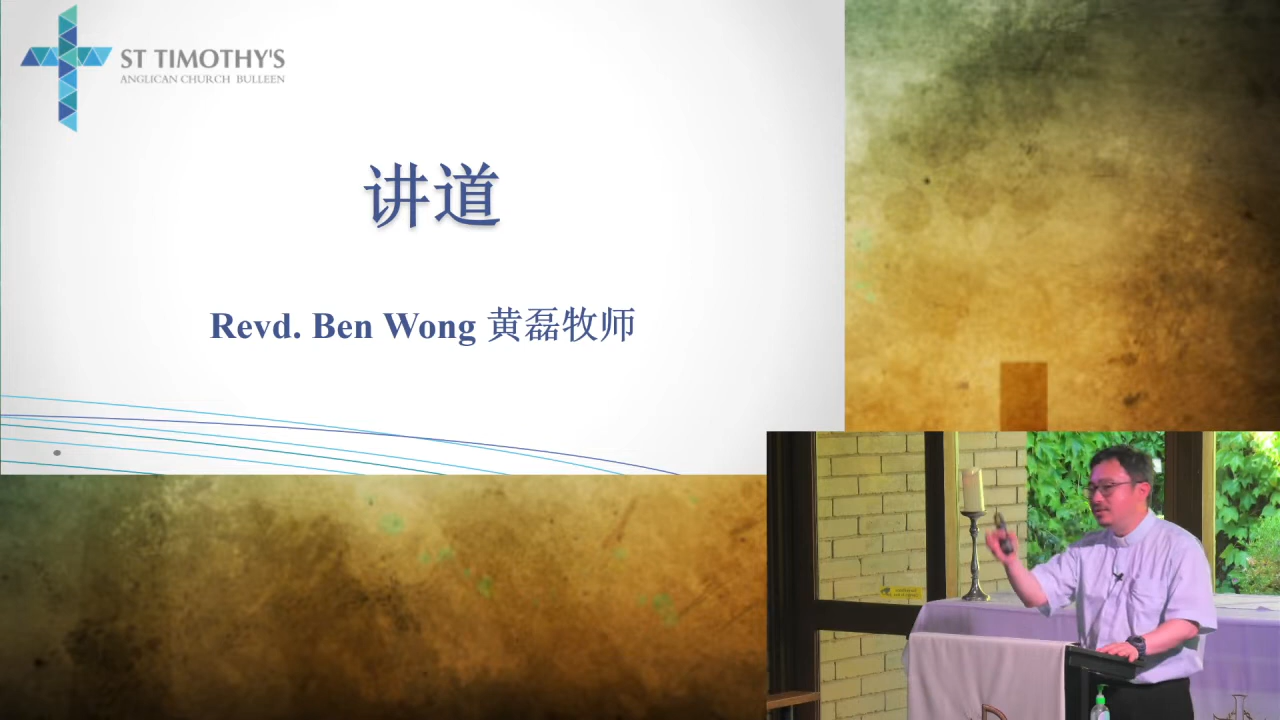 ST TIMOTHY'S
ANGLICAN CHURCH BULLEEN
讲道
Revd. Ben Wong 黄磊牧师